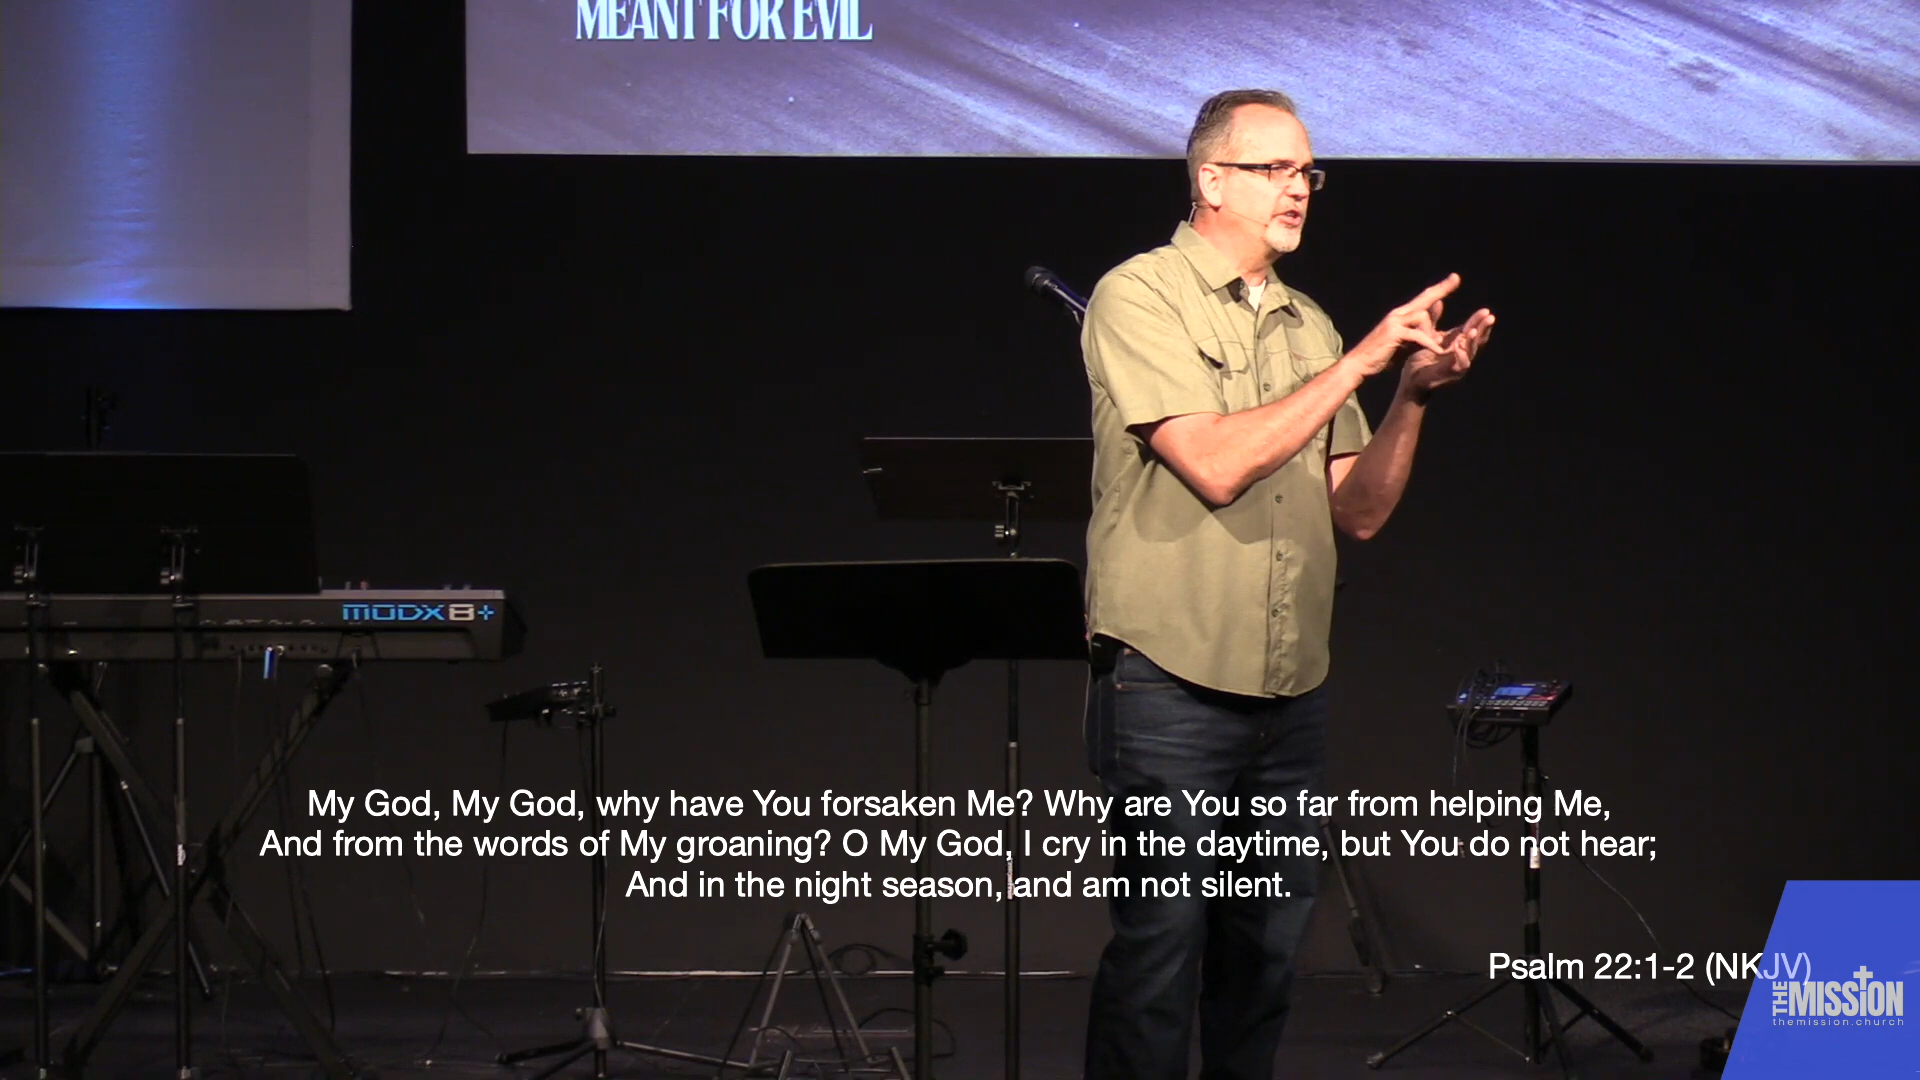 MEANT FOR EVIL
MODX8+
My God, My God, why have You forsaken Me? Why are You so far from helping Me,
And from the words of My groaning? O My God, I cry in the daytime, but You do not hear;
And in the night season, and am not silent.
Psalm 22:1-2 (NKJV)
THE MISSION
themission.church